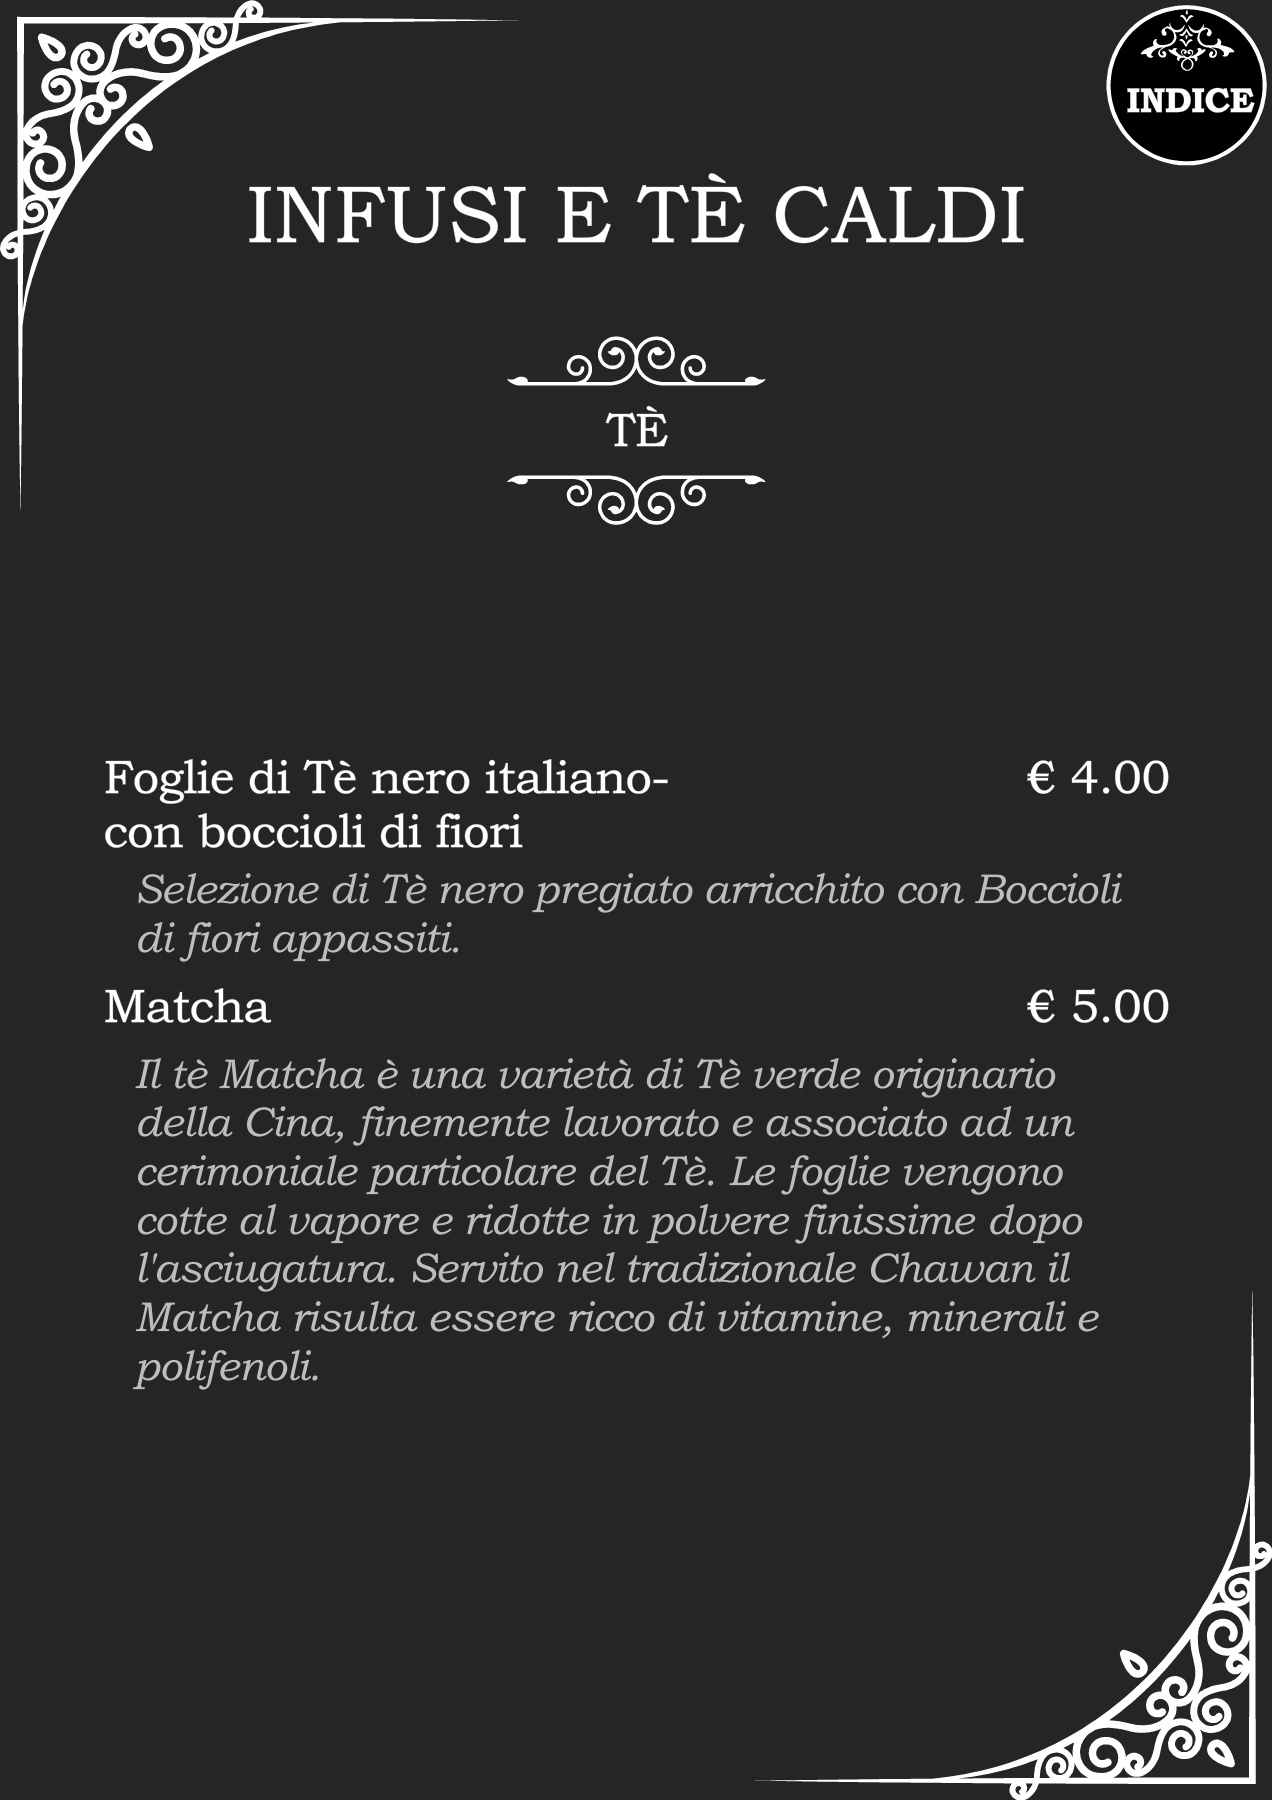 INDICE
INFUSI E TÈ CALDI
TÈ
Foglie di Tè nero italiano- € 4.00
con boccioli di fiori
Selezione di Tè nero pregiato arricchito con Boccioli
di fiori appassiti.
Matcha € 5.00
Il tè Matcha è una varietà di Tè verde originario
della Cina, finemente lavorato e associato ad un
cerimoniale particolare del Tè. Le foglie vengono
cotte al vapore e ridotte in polvere finissime dopo
l'asciugatura. Servito nel tradizionale Chawan il
Matcha risulta essere ricco di vitamine, minerali e
polifenoli.